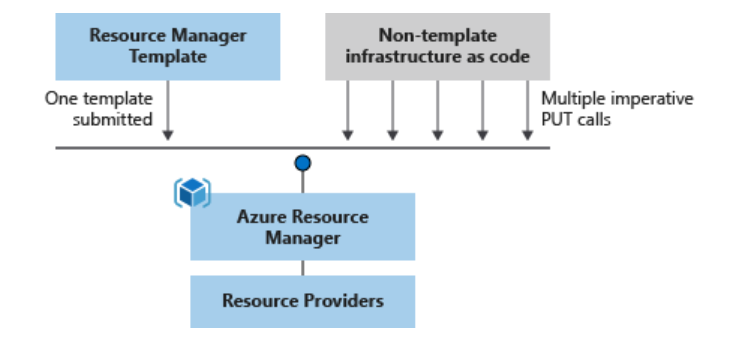 Resource Manager
Template
Non-template
infrastructure as code
One template
submitted
Multiple imperative
PUT calls
Azure Resource
Manager
Resource Providers